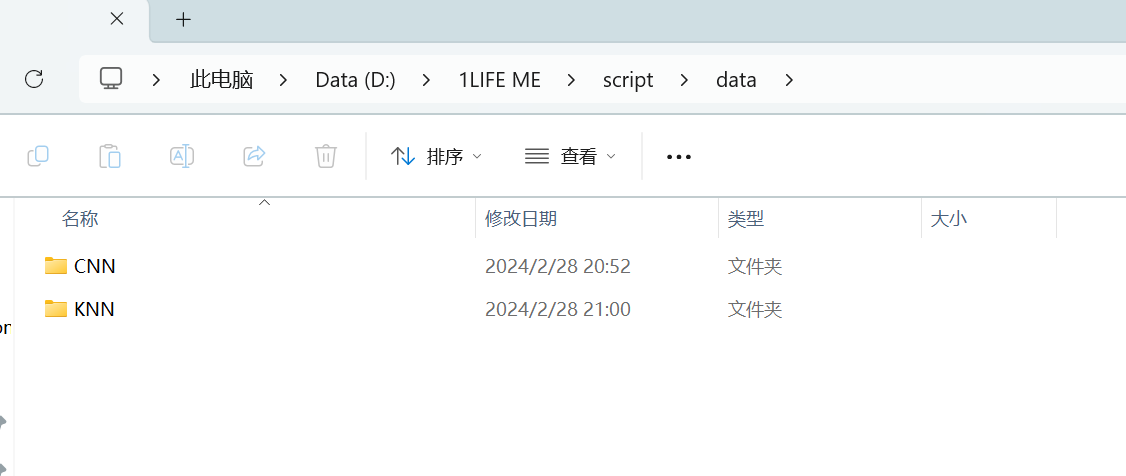 此电脑 Data (D:) 1LIFE ME script data
排序 查看
名称 修改日期 类型 大小
CNN 2024/2/28 20:52 文件夹
KNN 2024/2/28 21:00 文件夹